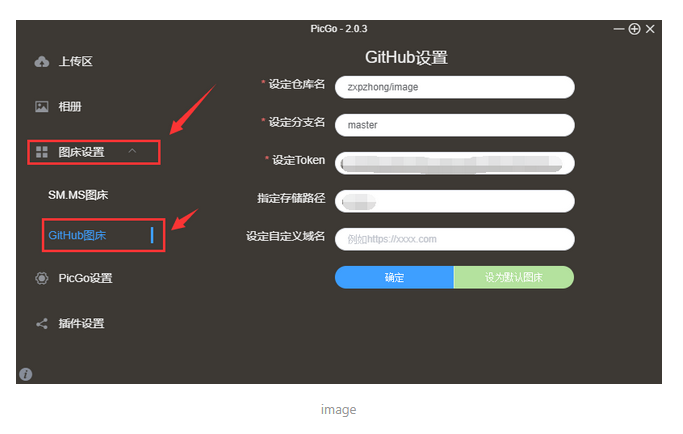 PicGo - 2.0.3
上传区
相册
图床设置
SM.MS图床
GitHub图床
PicGo设置
插件设置
GitHub设置
* 设定仓库名
zxpzhong/image
* 设定分支名
master
* 设定Token
指定存储路径
设定自定义域名
例如https://xxxx.com
确定
设为默认图床
image